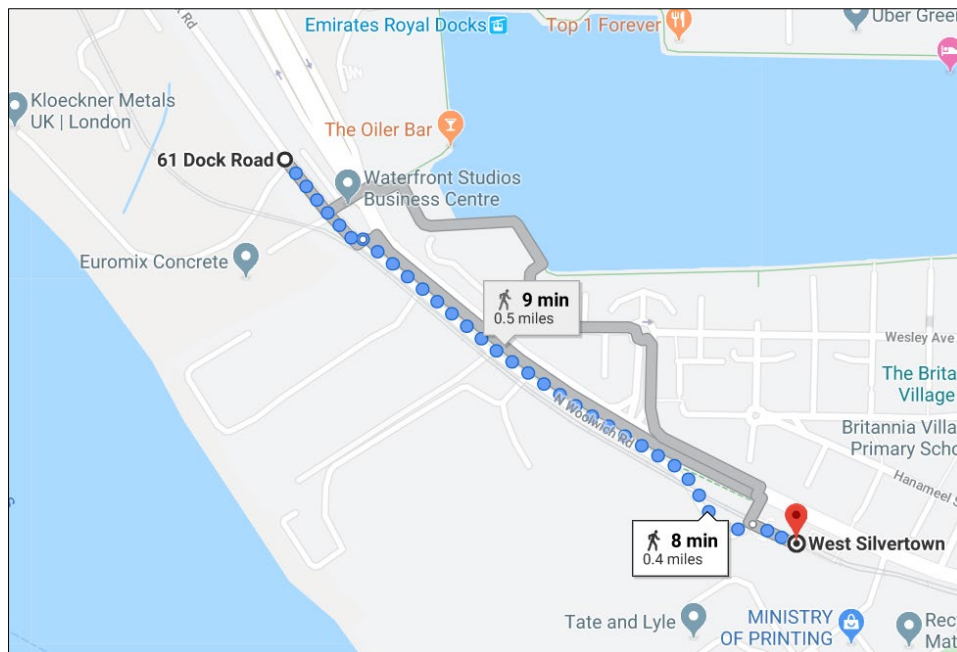 Emirates Royal Docks
Top 1 Forever
Uber Green
Kloeckner Metals
UK | London
The Oiler Bar
61 Dock Road
Waterfront Studios
Business Centre
Euromix Concrete
9 min
0.5 miles
Wesley Ave
The Brita
Village
N Woolwich Rd
Britannia Villag
Primary Scho
Hanameel S
8 min
0.4 miles
West Silvertown
Tate and Lyle
MINISTRY
OF PRINTING
Recy
Mat